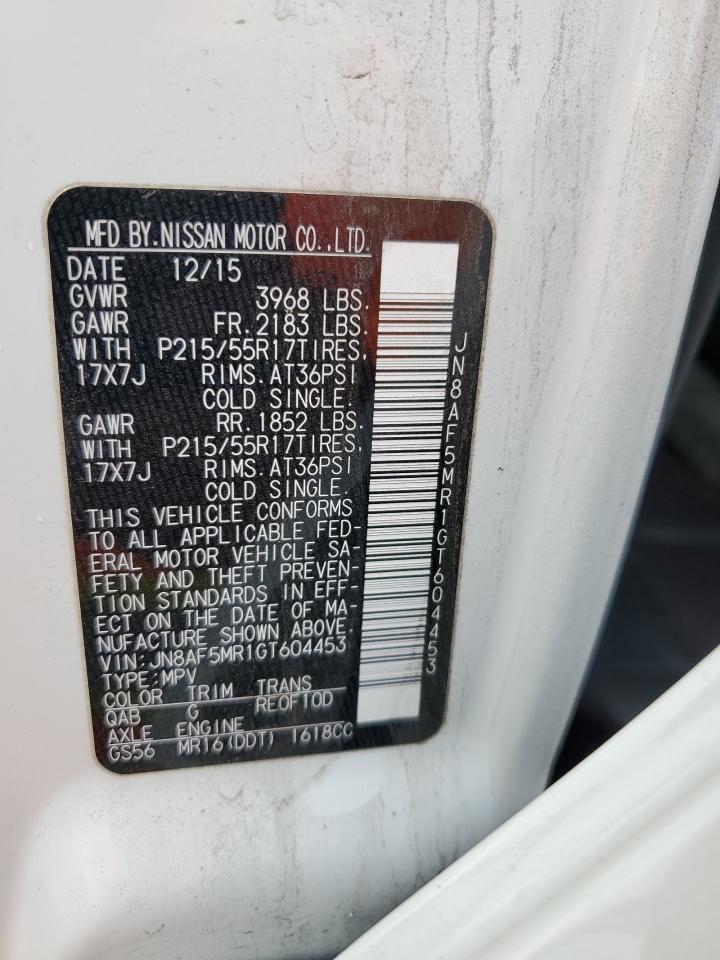 MFD BY.NISSAN MOTOR CO.,LTD.
DATE 12/15
GVWR 3968 LBS.
GAWR FR.2183 LBS.
WITH P215/55R17TIRES,
17X7J RIMS.AT36PSI
COLD SINGLE.
GAWR RR.1852 LBS.
WITH P215/55R17TIRES,
17X7J RIMS.AT36PSI
COLD SINGLE.
THIS VEHICLE CONFORMS
TO ALL APPLICABLE FED-
ERAL MOTOR VEHICLE SA-
FETY AND THEFT PREVEN-
TION STANDARDS IN EFF-
ECT ON THE DATE OF MA-
NUFACTURE SHOWN ABOVE.
VIN:JN8AF5MR1GT604453
TYPE:MPV
COLOR TRIM TRANS
QAB G RE0F10D
AXLE ENGINE
GS56 MR16(DDT) 1618CC
JN8AF5MR1GT604453